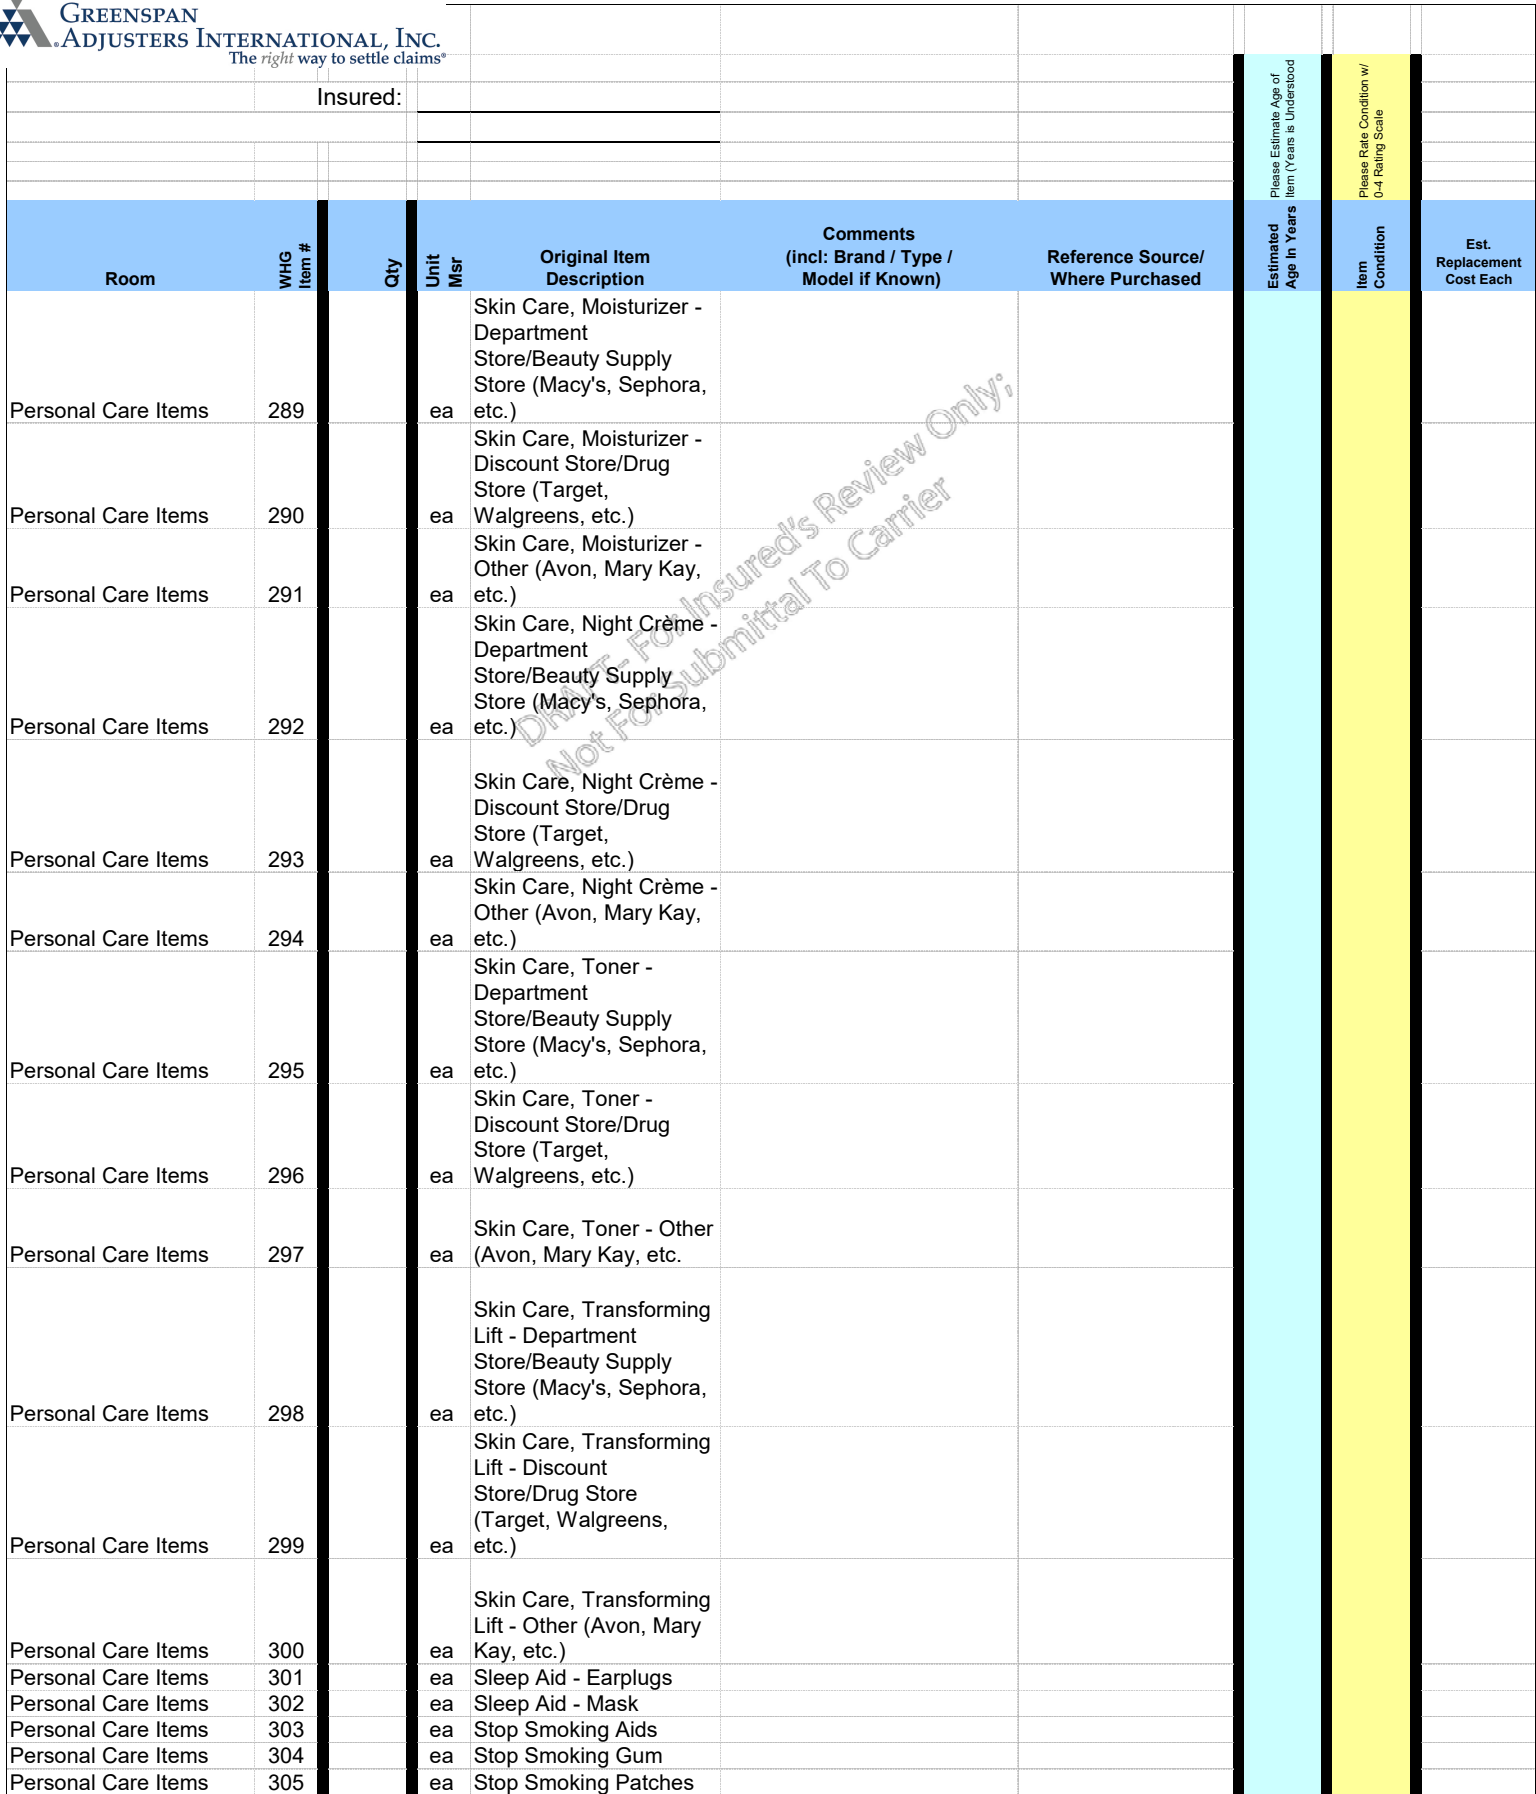 GREENSPAN
ADJUSTERS INTERNATIONAL, INC.
The right way to settle claims®
Insured:
Please Estimate Age of
Item (Years is Understood
Please Rate Condition w/
0-4 Rating Scale
Room
WHG
Item #
Qty
Unit
Msr
Original Item
Description
Comments
(incl: Brand / Type /
Model if Known)
Reference Source/
Where Purchased
Estimated
Age In Years
Item
Condition
Est.
Replacement
Cost Each
Skin Care, Moisturizer -
Department
Store/Beauty Supply
Store (Macy's, Sephora,
Personal Care Items 289 ea etc.)
Skin Care, Moisturizer -
Discount Store/Drug
Store (Target,
Personal Care Items 290 ea Walgreens, etc.)
Skin Care, Moisturizer -
Other (Avon, Mary Kay,
Personal Care Items 291 ea etc.)
Skin Care, Night Crème -
Department
Store/Beauty Supply
Store (Macy's, Sephora,
Personal Care Items 292 ea etc.)
Skin Care, Night Crème -
Discount Store/Drug
Store (Target,
Personal Care Items 293 ea Walgreens, etc.)
Skin Care, Night Crème -
Other (Avon, Mary Kay,
Personal Care Items 294 ea etc.)
Skin Care, Toner -
Department
Store/Beauty Supply
Store (Macy's, Sephora,
Personal Care Items 295 ea etc.)
Skin Care, Toner -
Discount Store/Drug
Store (Target,
Personal Care Items 296 ea Walgreens, etc.)
Skin Care, Toner - Other
Personal Care Items 297 ea (Avon, Mary Kay, etc.
Skin Care, Transforming
Lift - Department
Store/Beauty Supply
Store (Macy's, Sephora,
Personal Care Items 298 ea etc.)
Skin Care, Transforming
Lift - Discount
Store/Drug Store
(Target, Walgreens,
Personal Care Items 299 ea etc.)
Skin Care, Transforming
Lift - Other (Avon, Mary
Personal Care Items 300 ea Kay, etc.)
Personal Care Items 301 ea Sleep Aid - Earplugs
Personal Care Items 302 ea Sleep Aid - Mask
Personal Care Items 303 ea Stop Smoking Aids
Personal Care Items 304 ea Stop Smoking Gum
Personal Care Items 305 ea Stop Smoking Patches
DRAFT- For Insured's Review Only;
Not For Submittal To Carrier